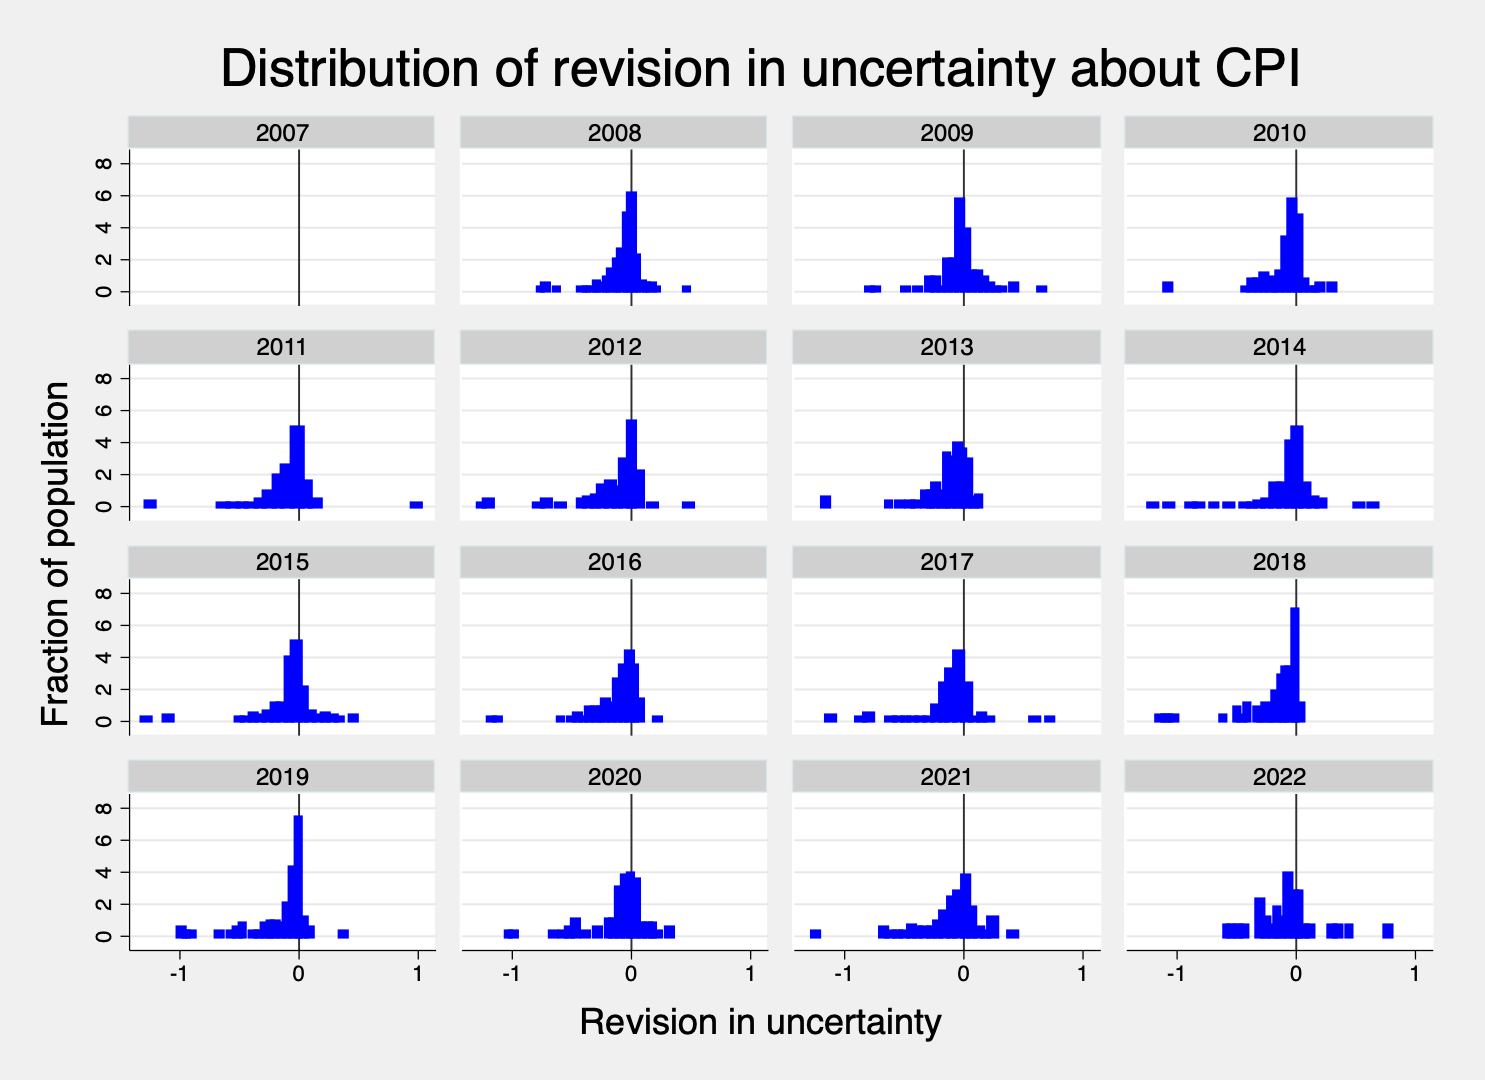 Distribution of revision in uncertainty about CPI
2007 2008 2009 2010
8
6
4
2
0
2011 2012 2013 2014
8
6
4
2
0
2015 2016 2017 2018
8
6
4
2
0
2019 2020 2021 2022
8
6
4
2
0
-1 0 1 -1 0 1 -1 0 1 -1 0 1
Fraction of population
Revision in uncertainty